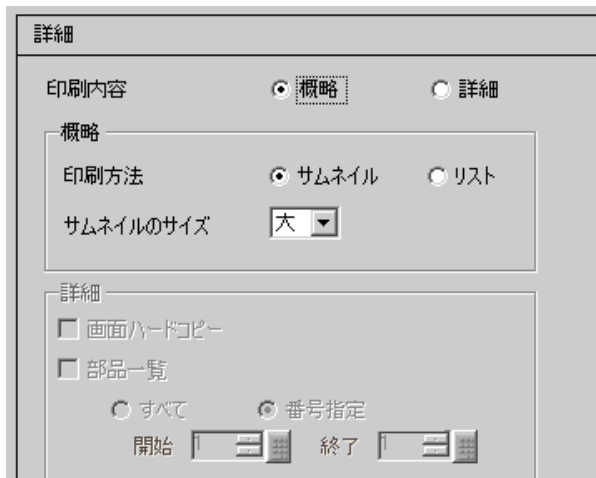 詳細
印刷内容 概略 詳細
概略
印刷方法 サムネイル リスト
サムネイルのサイズ 大
詳細
画面ハードコピー
部品一覧
すべて 番号指定
開始 1 終了 1